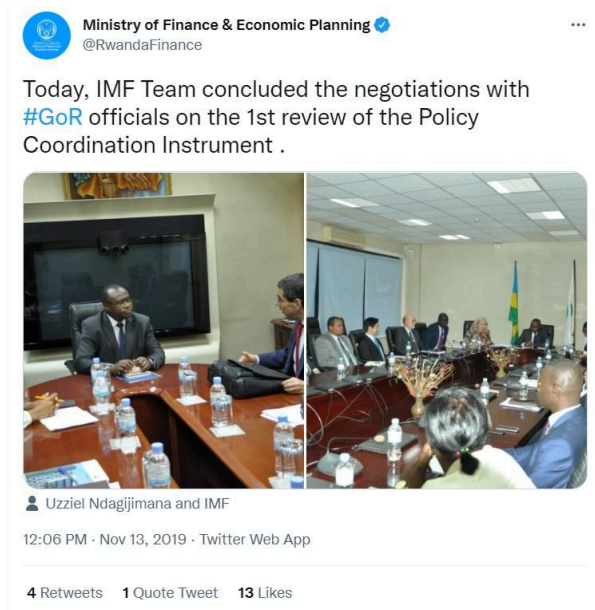 Ministry of Finance & Economic Planning
@RwandaFinance
Today, IMF Team concluded the negotiations with
#GoR officials on the 1st review of the Policy
Coordination Instrument .
Uzziel Ndagijimana and IMF
12:06 PM · Nov 13, 2019 · Twitter Web App
4 Retweets 1 Quote Tweet 13 Likes